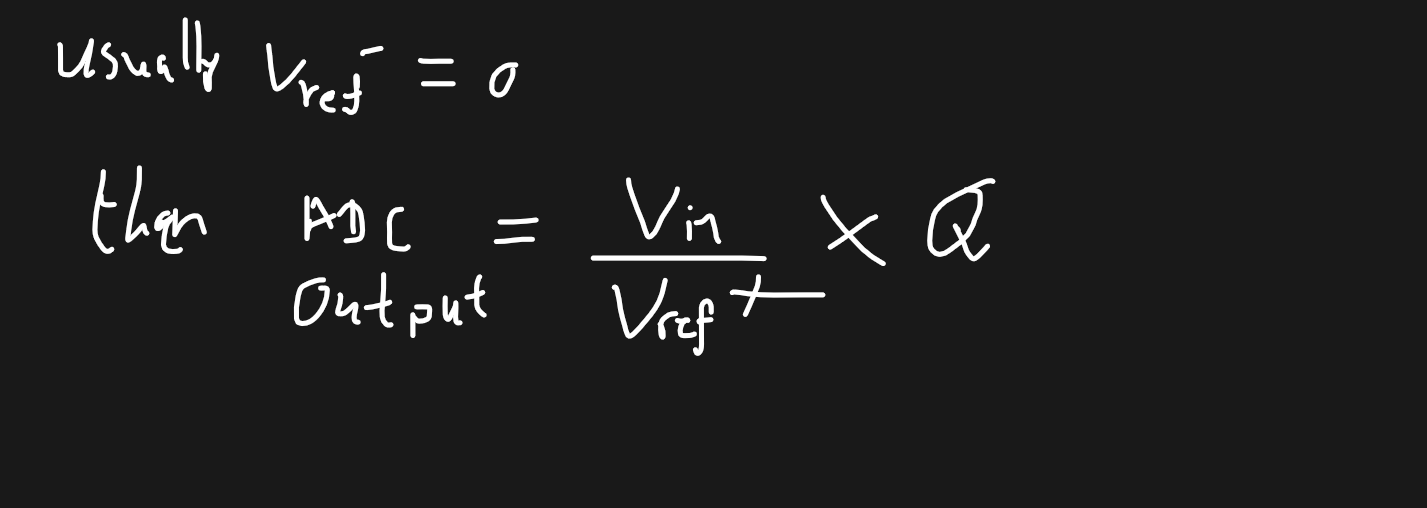 usually Vref⁻ = 0
then ADC Output = Vin / Vref⁺ × Q